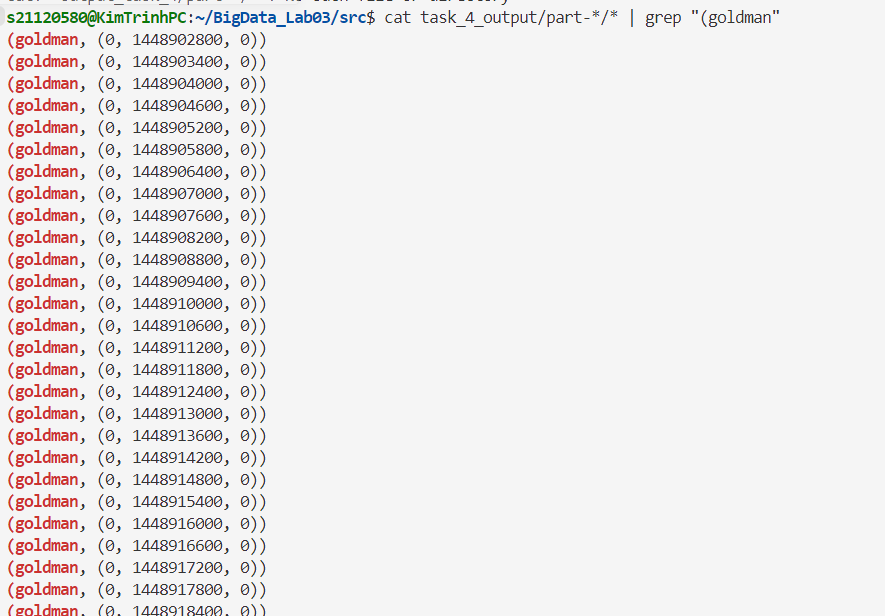 s21120580@KimTrinhPC:~/BigData_Lab03/src$ cat task_4_output/part-*/* | grep "(goldman"
(goldman, (0, 1448902800, 0))
(goldman, (0, 1448903400, 0))
(goldman, (0, 1448904000, 0))
(goldman, (0, 1448904600, 0))
(goldman, (0, 1448905200, 0))
(goldman, (0, 1448905800, 0))
(goldman, (0, 1448906400, 0))
(goldman, (0, 1448907000, 0))
(goldman, (0, 1448907600, 0))
(goldman, (0, 1448908200, 0))
(goldman, (0, 1448908800, 0))
(goldman, (0, 1448909400, 0))
(goldman, (0, 1448910000, 0))
(goldman, (0, 1448910600, 0))
(goldman, (0, 1448911200, 0))
(goldman, (0, 1448911800, 0))
(goldman, (0, 1448912400, 0))
(goldman, (0, 1448913000, 0))
(goldman, (0, 1448913600, 0))
(goldman, (0, 1448914200, 0))
(goldman, (0, 1448914800, 0))
(goldman, (0, 1448915400, 0))
(goldman, (0, 1448916000, 0))
(goldman, (0, 1448916600, 0))
(goldman, (0, 1448917200, 0))
(goldman, (0, 1448917800, 0))
(goldman, (0, 1448918400, 0))